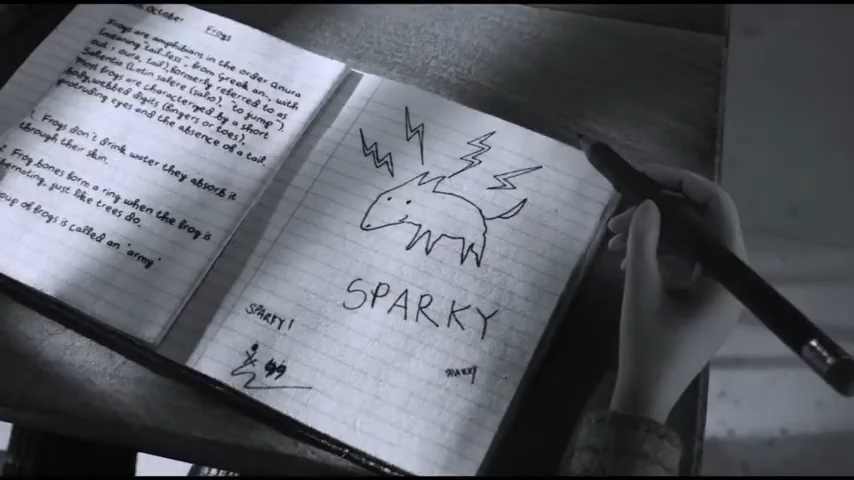 October
Frogs
Frogs are amphibians in the order Anura
(meaning "tail-less" from Greek an-, with
out; oura, tail), formerly referred to as
Salientia (Latin salere (salio), "to jump").
most frogs are characterized by a short
body, webbed digits (fingers or toes),
protruding eyes and the absence of a tail.
1. Frogs don't drink water they absorb it
through their skin.
2. Frog bones form a ring when the frog is
hibernating, just like trees do.
oup of frogs is called an "army"
SPARKY
SPARKY!
SPARKY